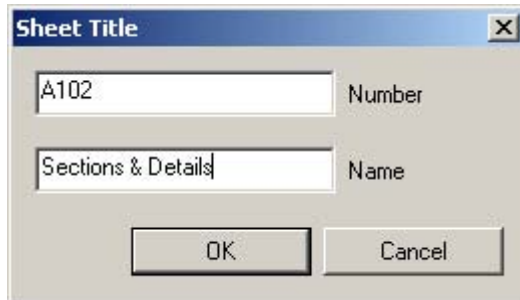 Sheet Title
A102
Number
Sections & Details
Name
OK
Cancel